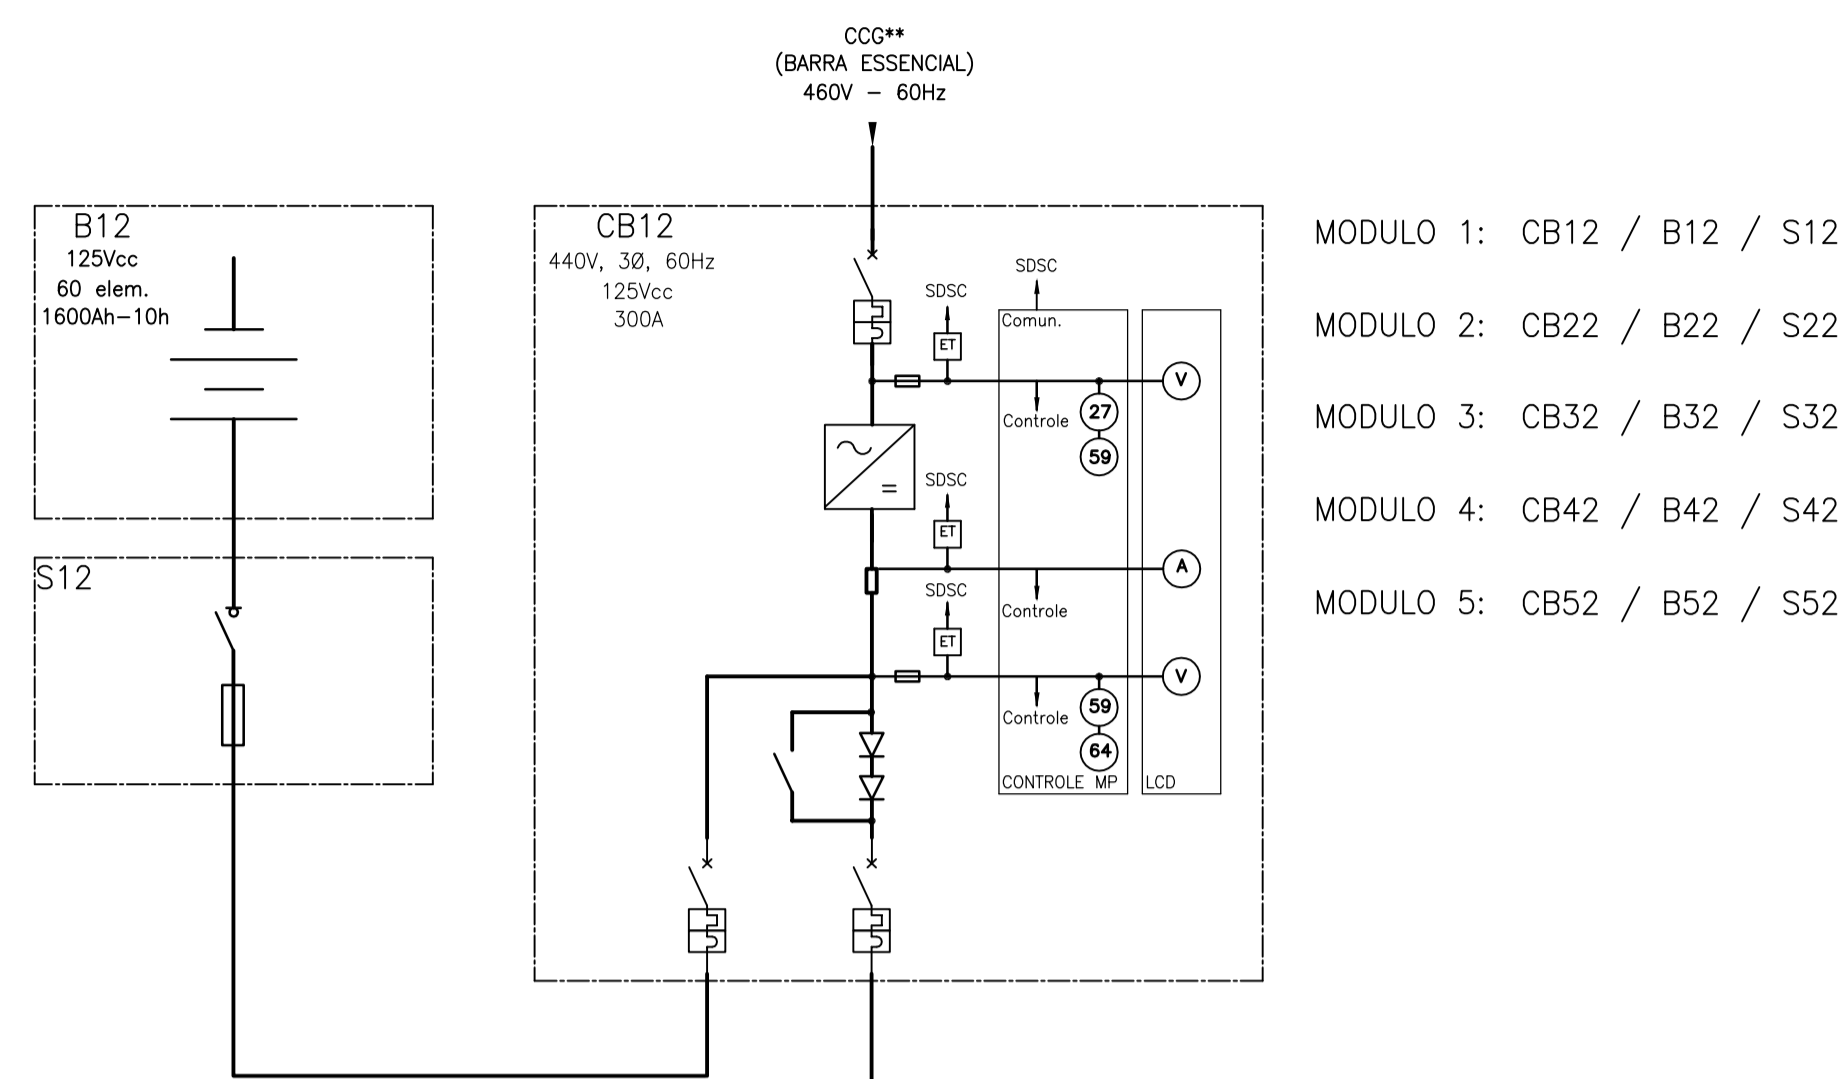 CCG**
(BARRA ESSENCIAL)
460V - 60Hz
B12
125Vcc
60 elem.
1600Ah-10h
S12
CB12
440V, 3Ø, 60Hz
125Vcc
300A
SDSC
SDSC
ET
Comun.
V
27
Controle
59
SDSC
ET
A
Controle
SDSC
ET
V
59
Controle
64
CONTROLE MP
LCD
=
MODULO 1: CB12 / B12 / S12
MODULO 2: CB22 / B22 / S22
MODULO 3: CB32 / B32 / S32
MODULO 4: CB42 / B42 / S42
MODULO 5: CB52 / B52 / S52